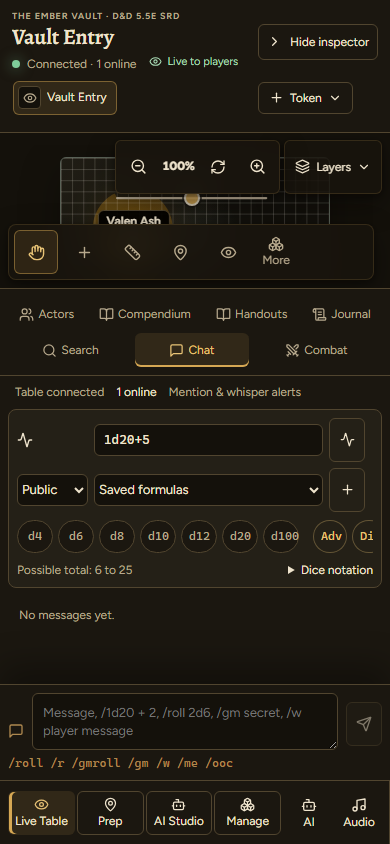 THE EMBER VAULT · D&D 5.5E SRD
Vault Entry
Hide inspector
Connected · 1 online
Live to players
Vault Entry
Token
100%
Layers
Valen Ash
More
Actors
Compendium
Handouts
Journal
Search
Chat
Combat
Table connected 1 online Mention & whisper alerts
1d20+5
Public
Saved formulas
d4 d6 d8 d10 d12 d20 d100 Adv
Possible total: 6 to 25
Dice notation
No messages yet.
Message, /1d20 + 2, /roll 2d6, /gm secret, /w
player message
/roll /r /gmroll /gm /w /me /ooc
Live Table
Prep
AI Studio
Manage
AI
Audio